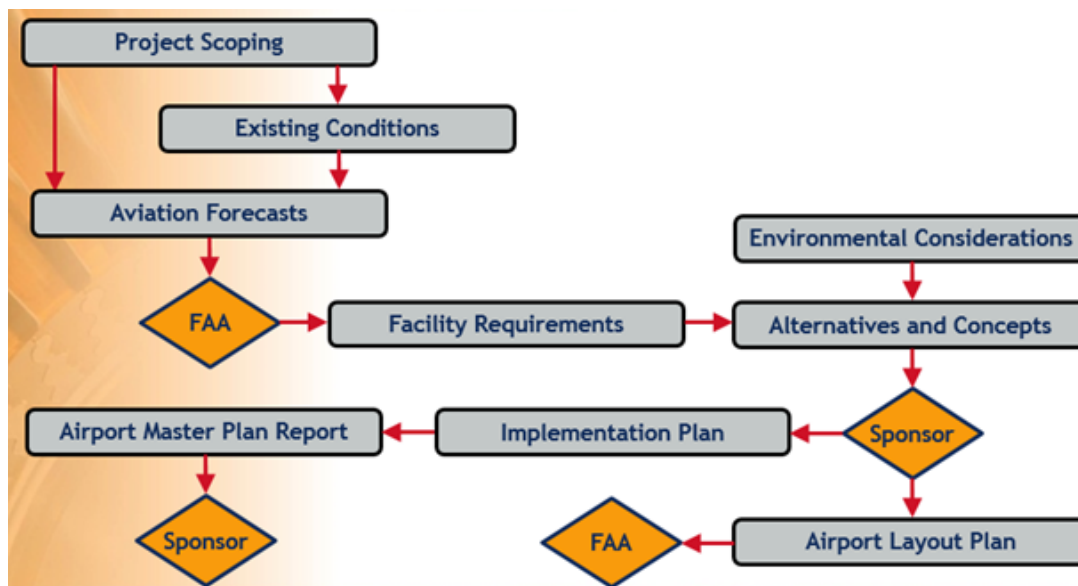 Project Scoping
Existing Conditions
Aviation Forecasts
Environmental Considerations
FAA
Facility Requirements
Alternatives and Concepts
Airport Master Plan Report
Implementation Plan
Sponsor
Sponsor
FAA
Airport Layout Plan